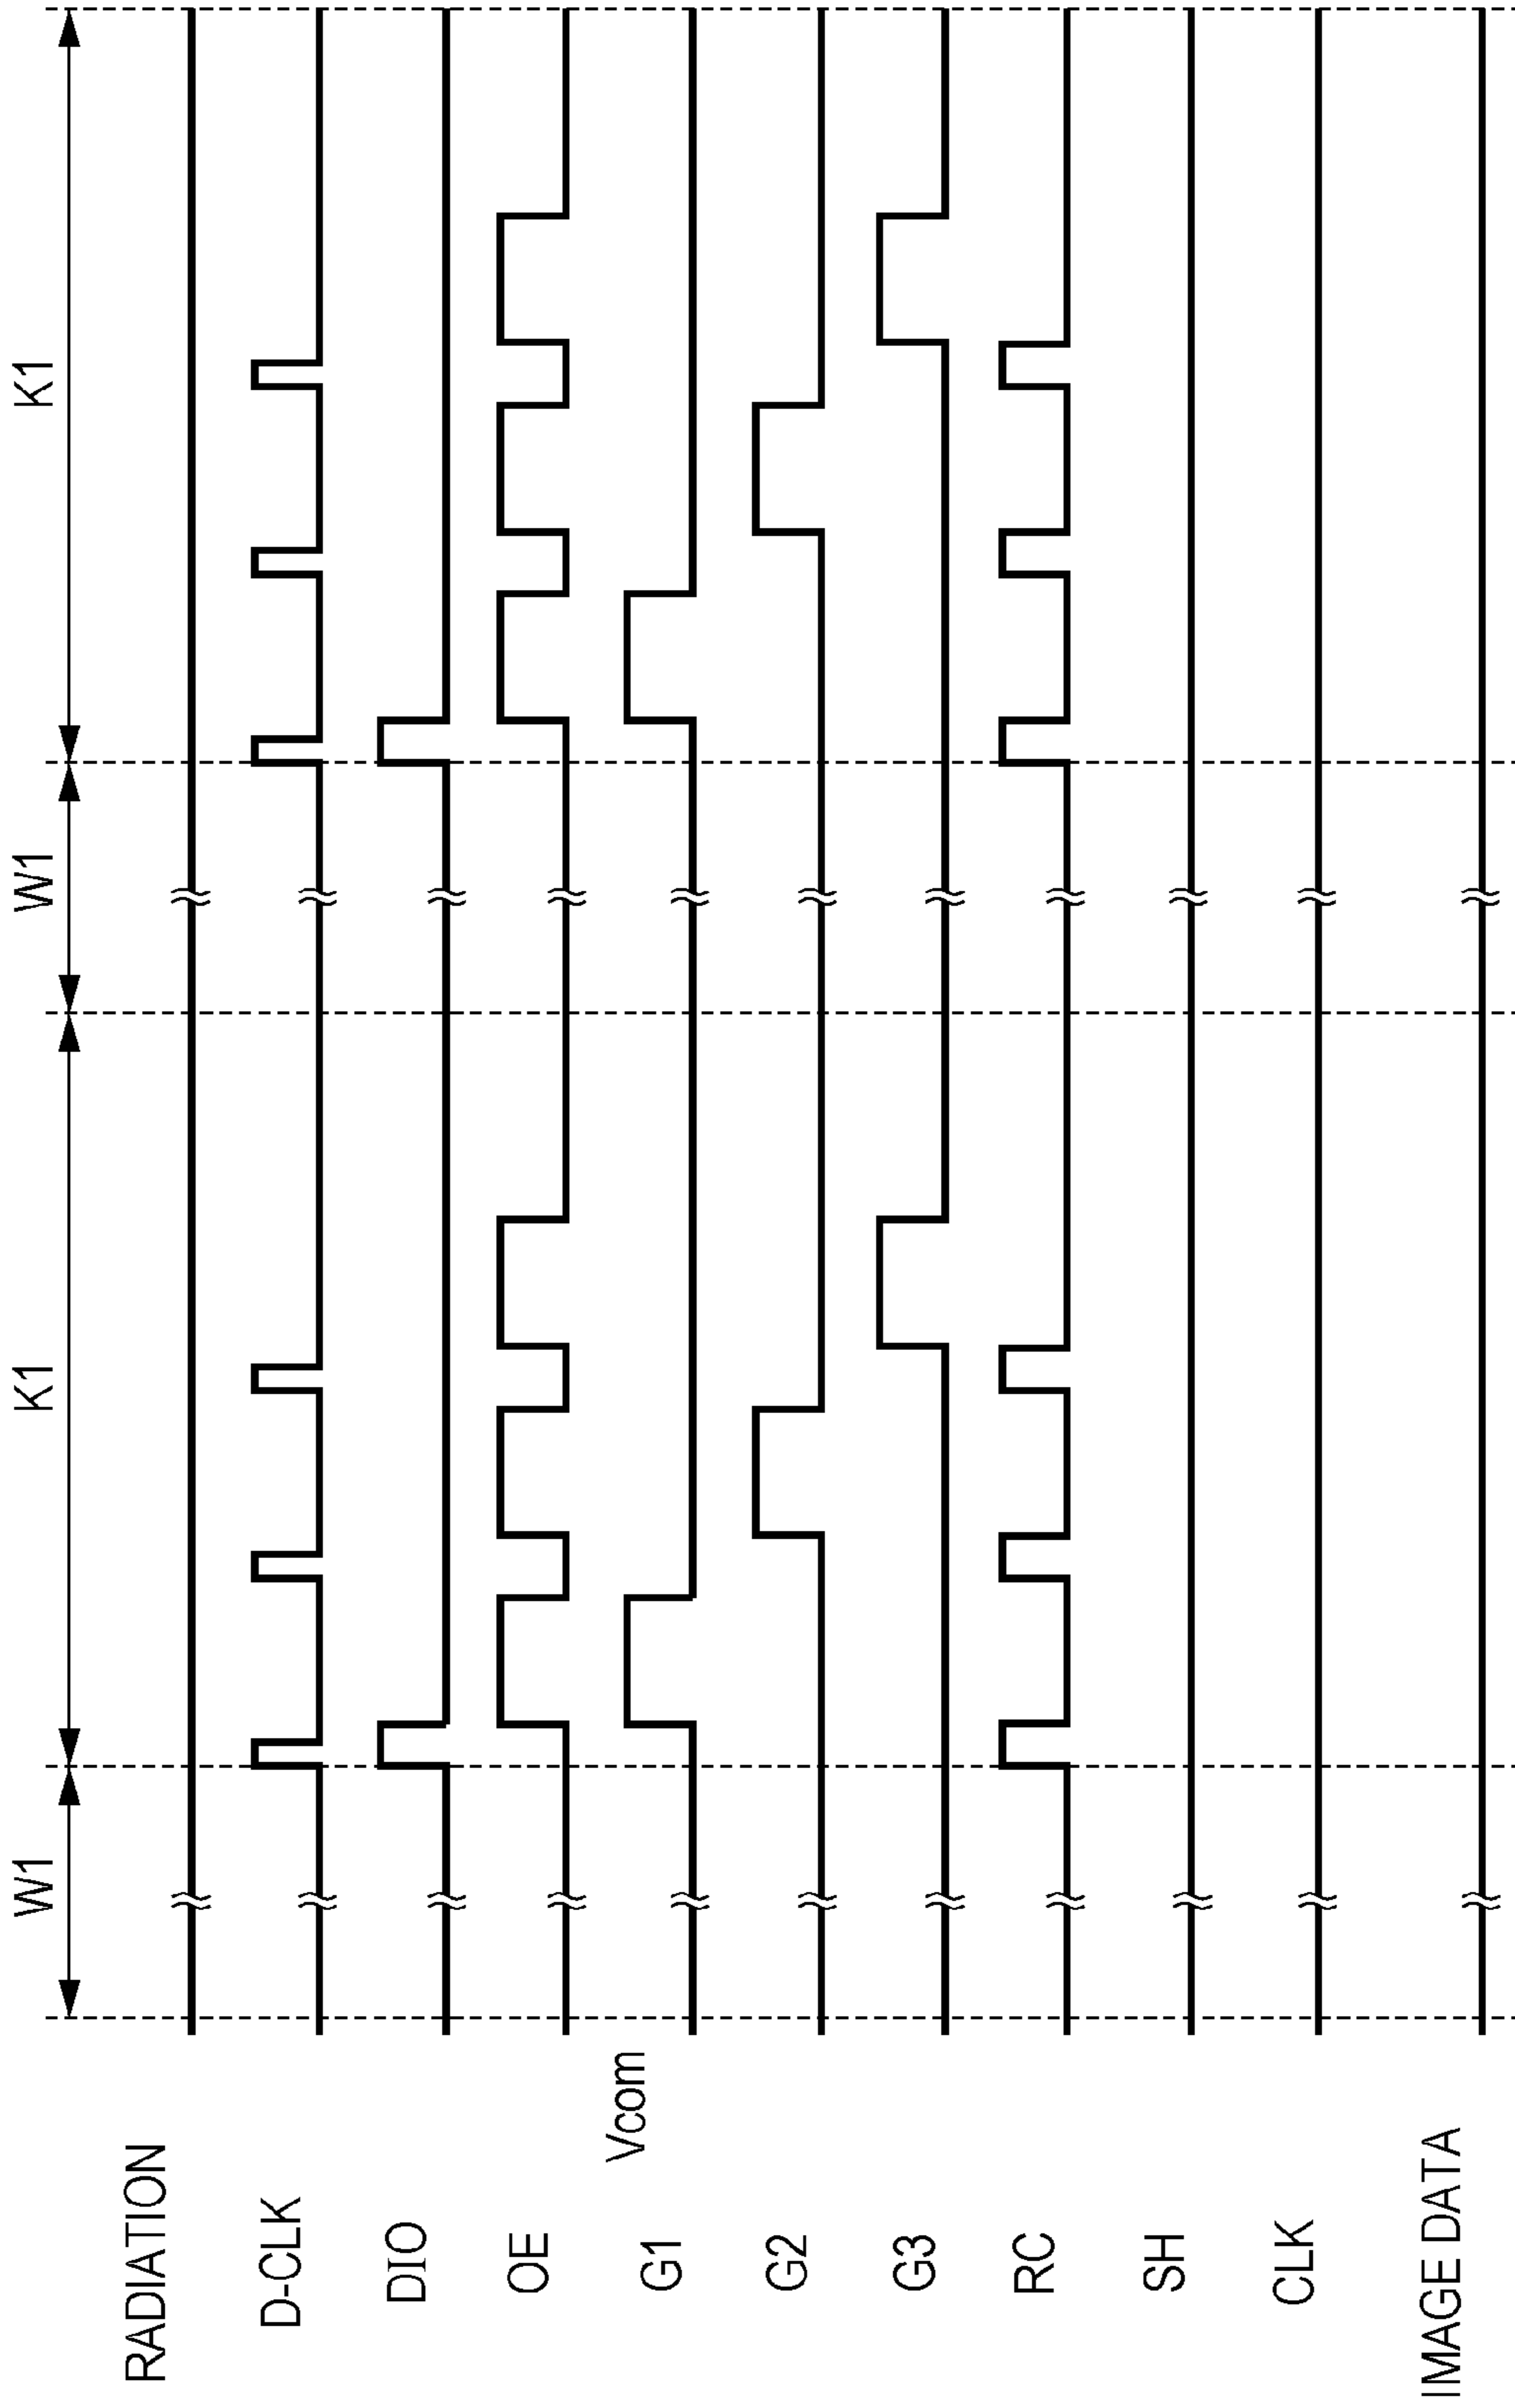 W1
K1
W1
K1
RADIATION
D-CLK
DIO
OE
Vcom
G1
G2
G3
RC
SH
CLK
IMAGE DATA